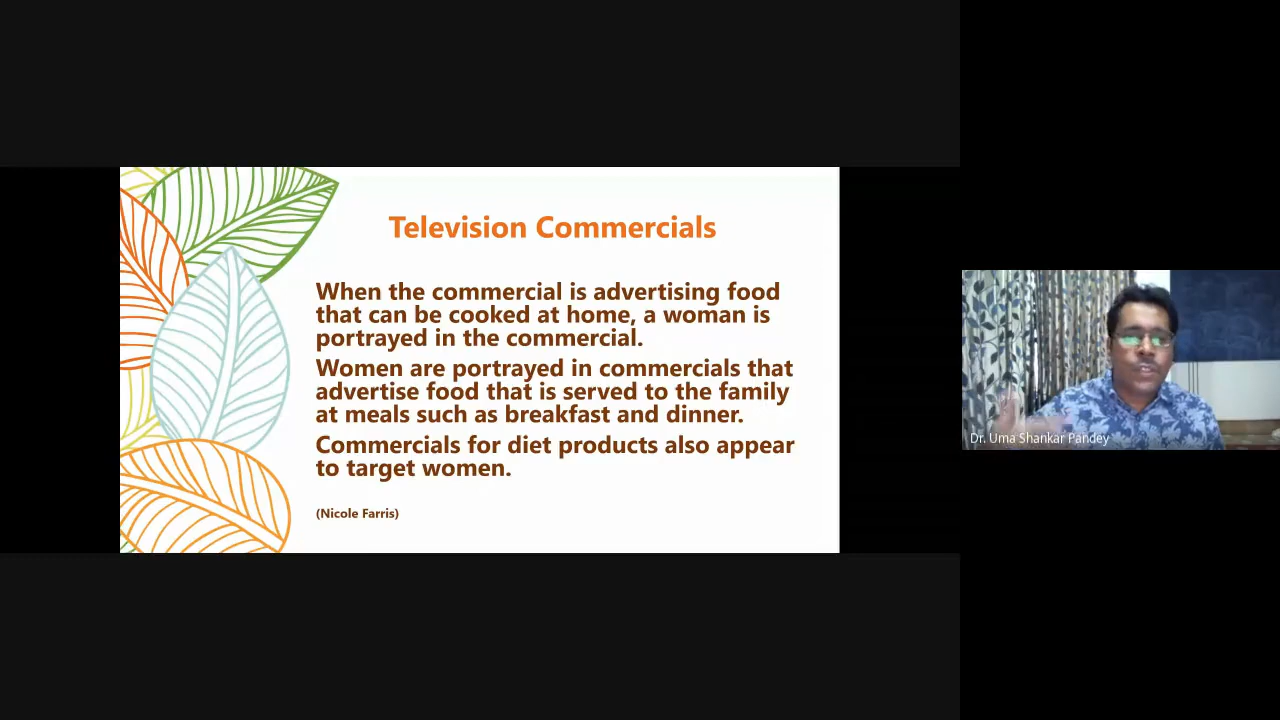 Television Commercials
When the commercial is advertising food
that can be cooked at home, a woman is
portrayed in the commercial.
Women are portrayed in commercials that
advertise food that is served to the family
at meals such as breakfast and dinner.
Commercials for diet products also appear
to target women.
(Nicole Farris)
Dr. Uma Shankar Pandey